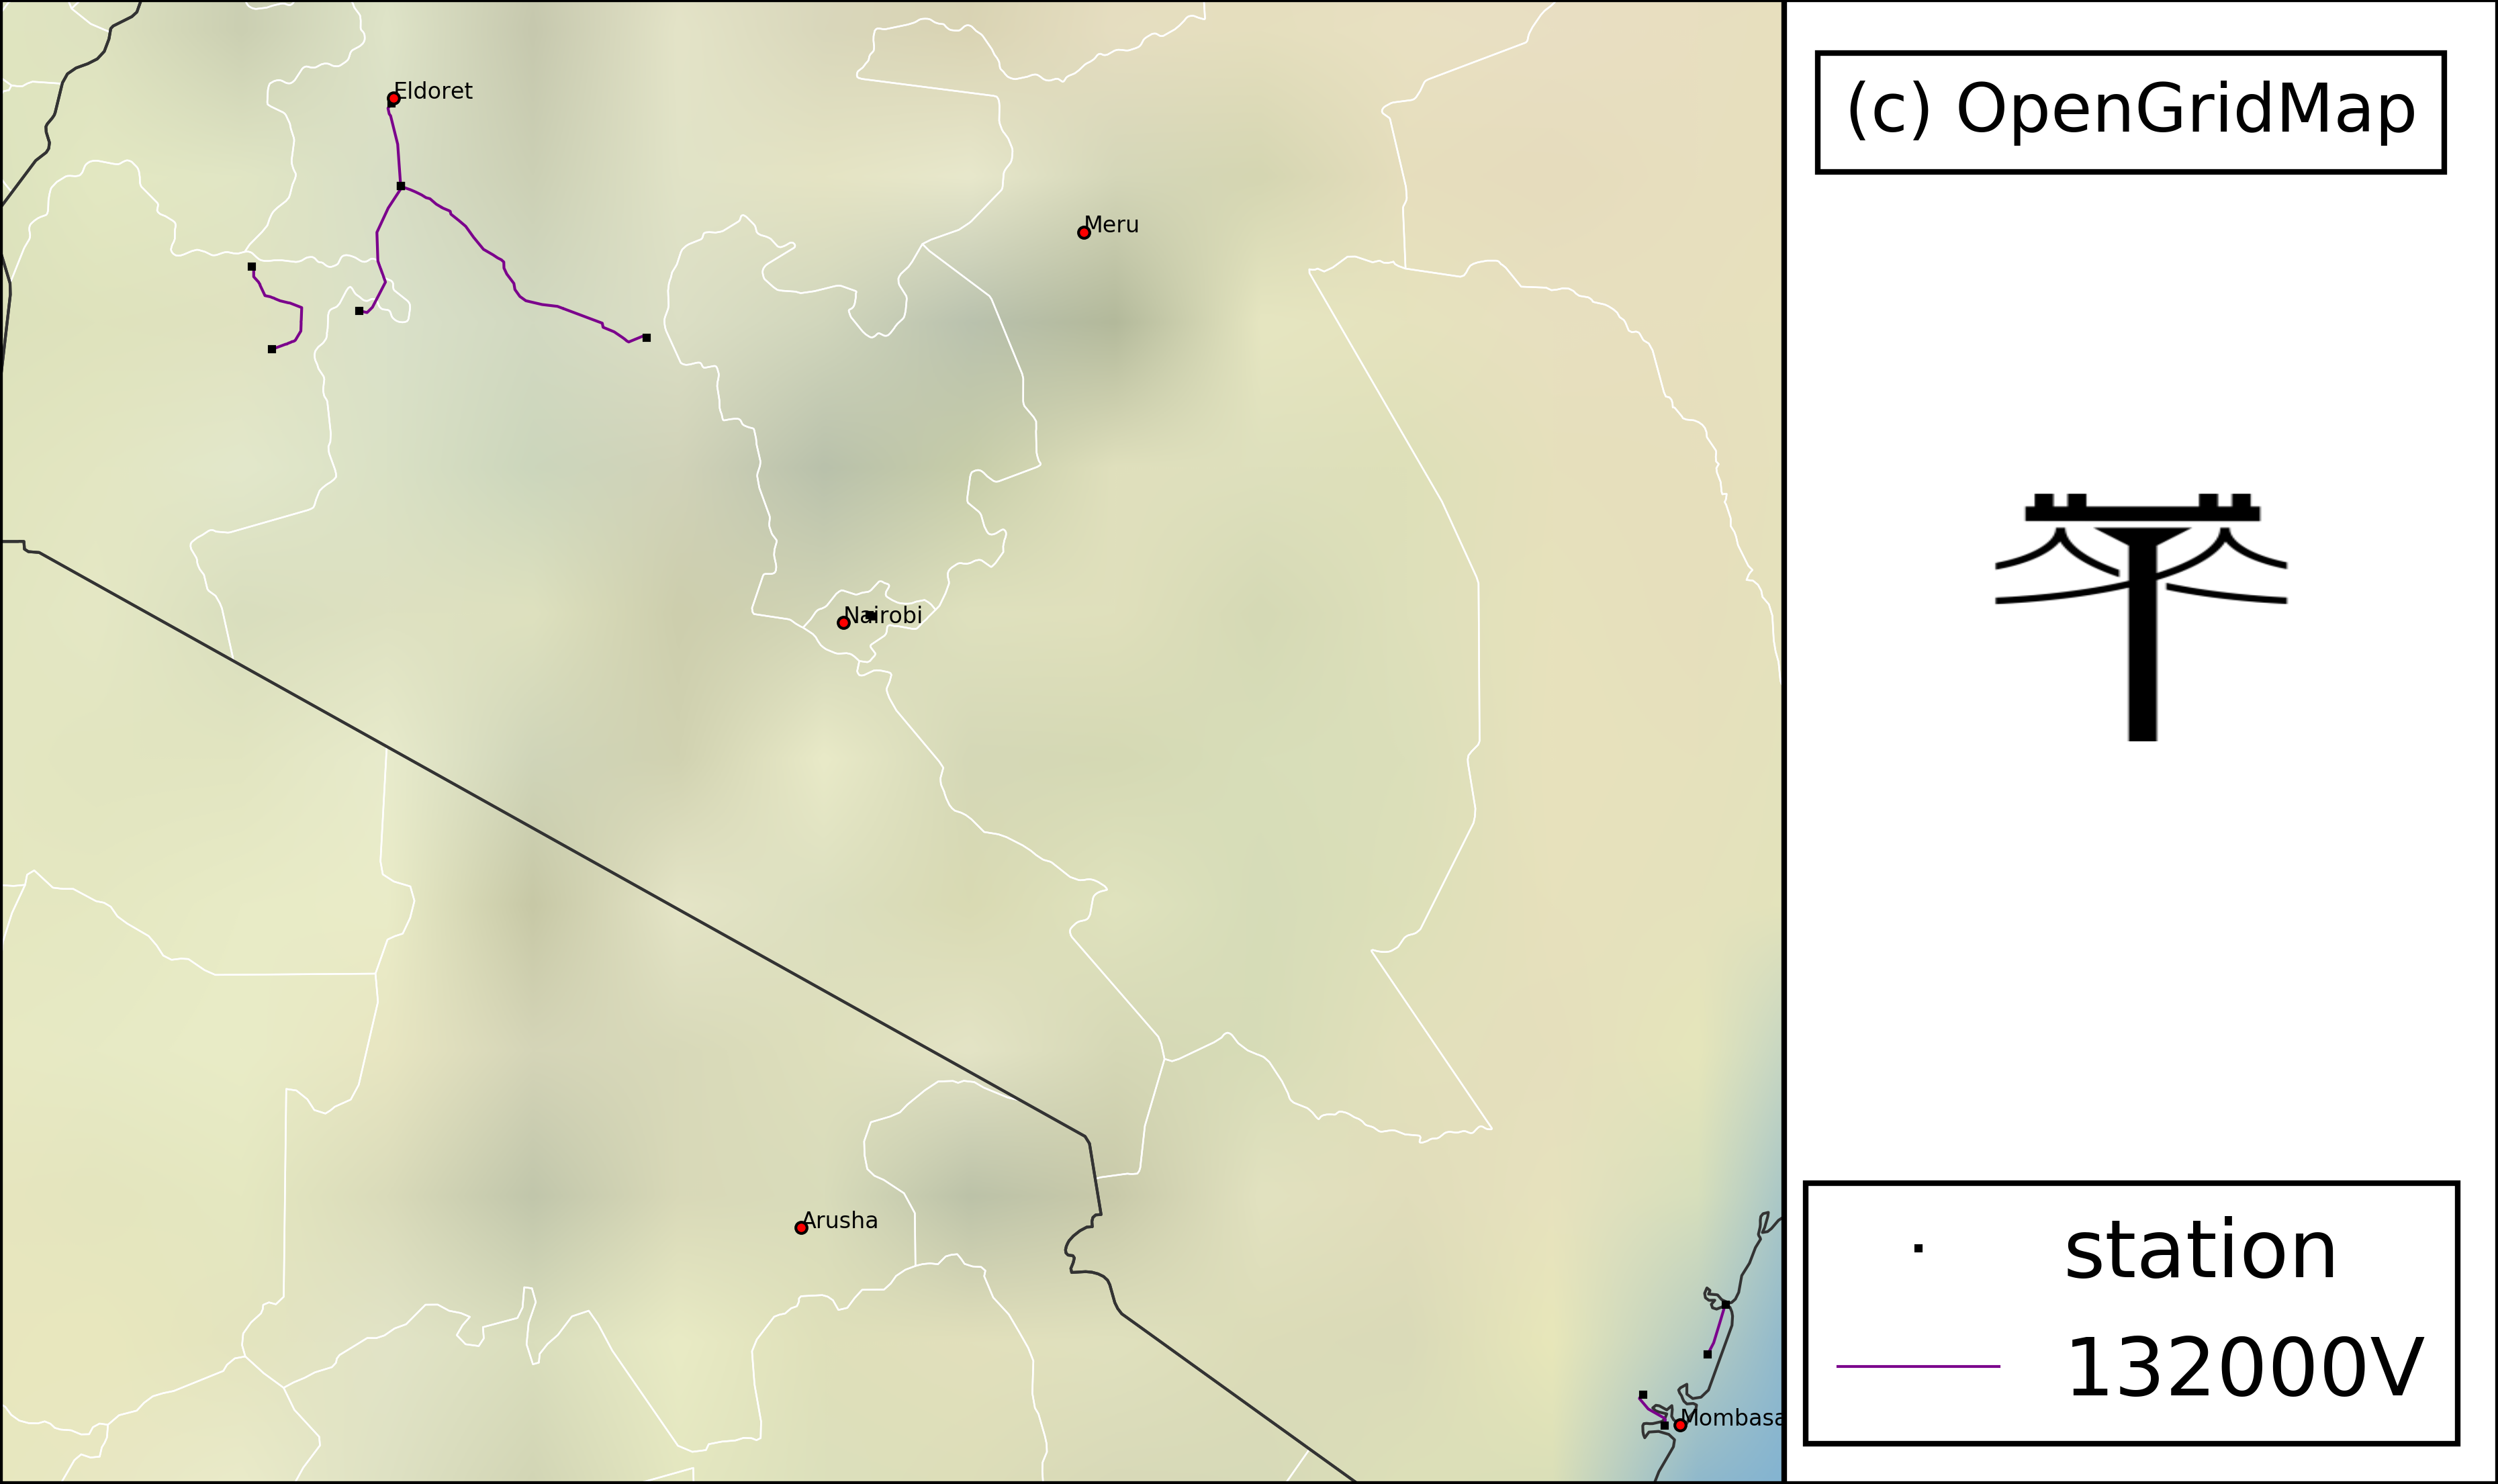 Eldoret
(c) OpenGridMap
Meru
Nairobi
Arusha
station
132000V
Mombasa